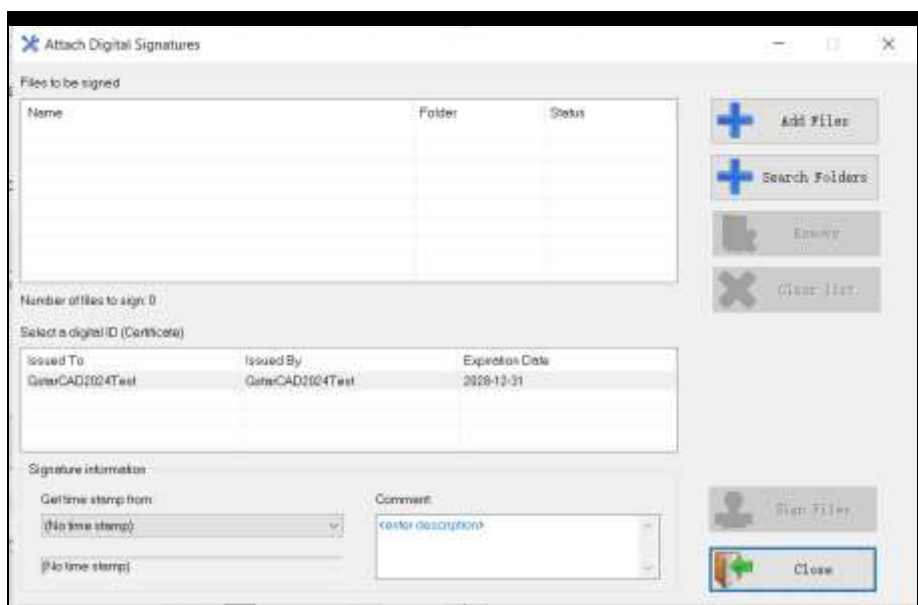 Attach Digital Signatures
Files to be signed
Name Folder Status
Add Files
Search Folders
Remove
Clear list
Number of files to sign: 0
Select a digital ID (Certificate)
Issued To Issued By Expiration Date
GstarCAD2024Test GstarCAD2024Test 2028-12-31
Signature information
Get time stamp from: Comment:
(No time stamp) <enter description>
(No time stamp)
Sign Files
Close